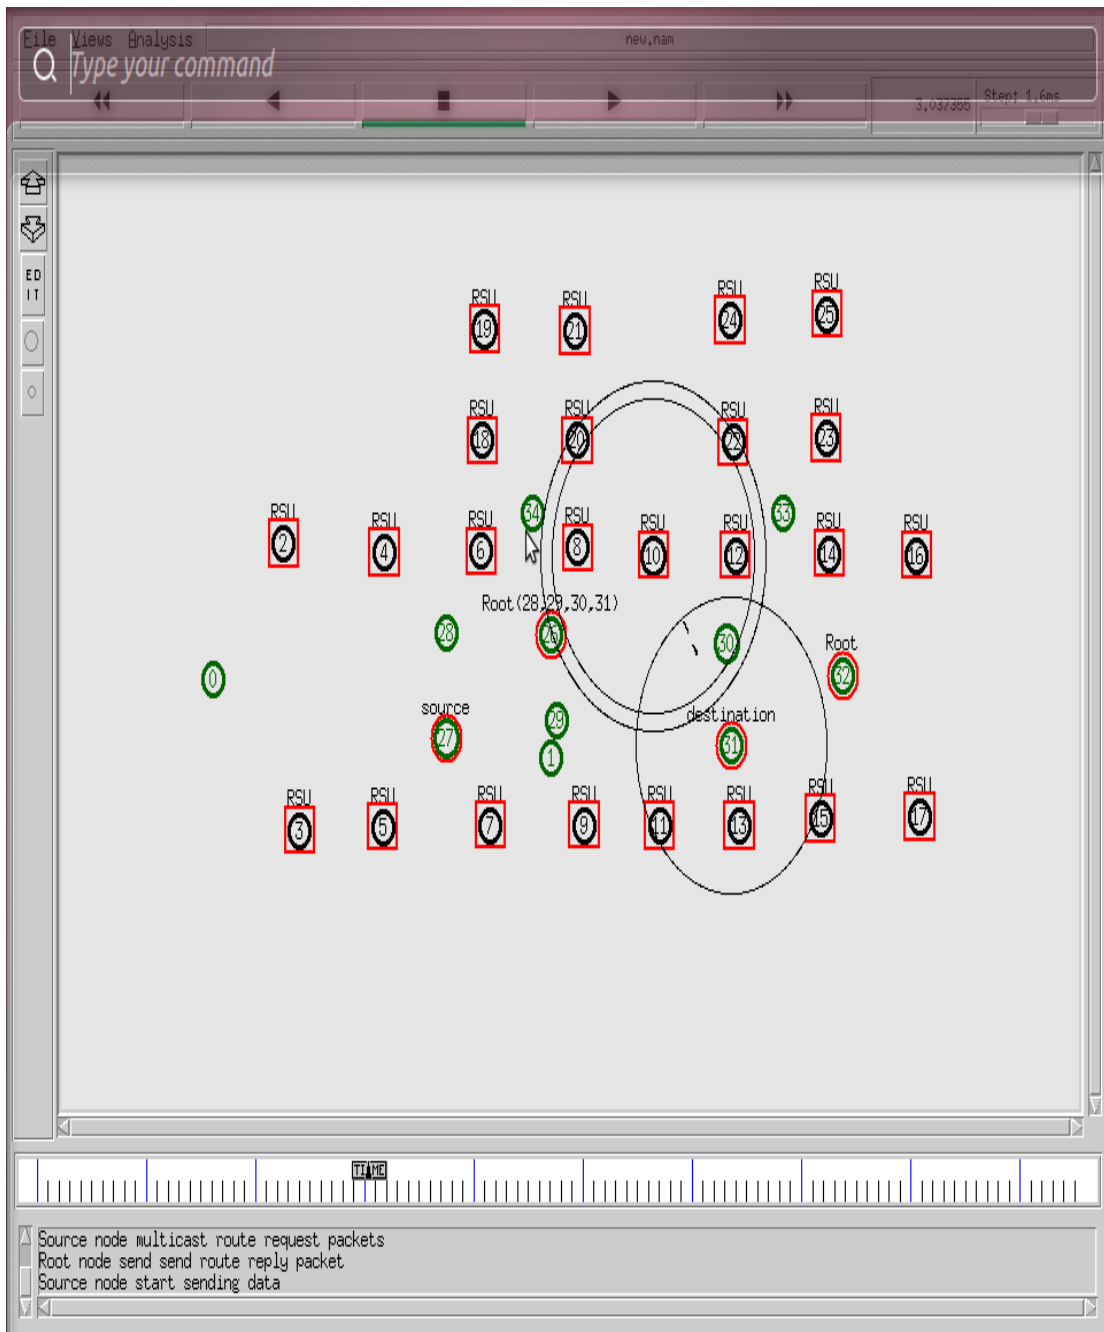 File Views Analysis new.nam
Type your command
3.037365 Step: 1.6ms
ED
IT
RSU RSU RSU RSU
19 21 24 25
RSU RSU RSU RSU
18 20 22 23
34 33
RSU RSU RSU RSU RSU RSU RSU RSU
2 4 6 8 10 12 14 16
Root(28,29,30,31)
28 26 30
Root
0 32
source destination
27 29 31
1
RSU RSU RSU RSU RSU RSU RSU RSU
3 5 7 9 11 13 15 17
TIME
Source node multicast route request packets
Root node send send route reply packet
Source node start sending data